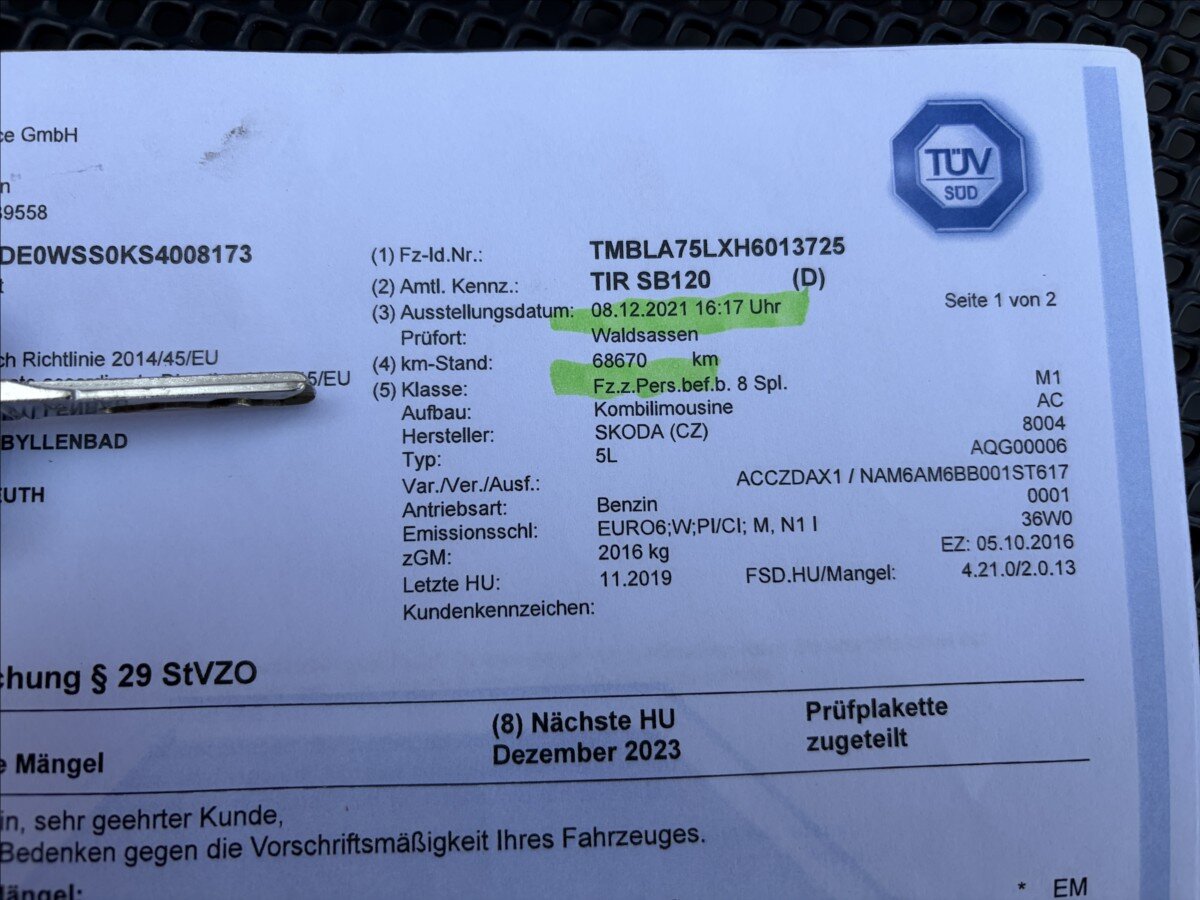 ce GmbH
TÜV
SÜD
n
39558
DE0WSS0KS4008173
t
(1) Fz-Id.Nr.: TMBLA75LXH6013725
(2) Amtl. Kennz.: TIR SB120 (D)
(3) Ausstellungsdatum: 08.12.2021 16:17 Uhr
Seite 1 von 2
Prüfort: Waldsassen
ch Richtlinie 2014/45/EU
(4) km-Stand: 68670 km
5/EU
(5) Klasse: Fz.z.Pers.bef.b. 8 Spl. M1
Aufbau: Kombilimousine AC
BYLLENBAD
Hersteller: SKODA (CZ) 8004
Typ: 5L AQG00006
Var./Ver./Ausf.: ACCZDAX1 / NAM6AM6BB001ST617
EUTH
Antriebsart: Benzin 0001
Emissionsschl: EURO6;W;PI/CI; M, N1 I 36W0
zGM: 2016 kg EZ: 05.10.2016
Letzte HU: 11.2019 FSD.HU/Mangel: 4.21.0/2.0.13
Kundenkennzeichen:
chung § 29 StVZO
(8) Nächste HU Prüfplakette
e Mängel Dezember 2023 zugeteilt
in, sehr geehrter Kunde,
Bedenken gegen die Vorschriftsmäßigkeit Ihres Fahrzeuges.
Mängel:
* EM